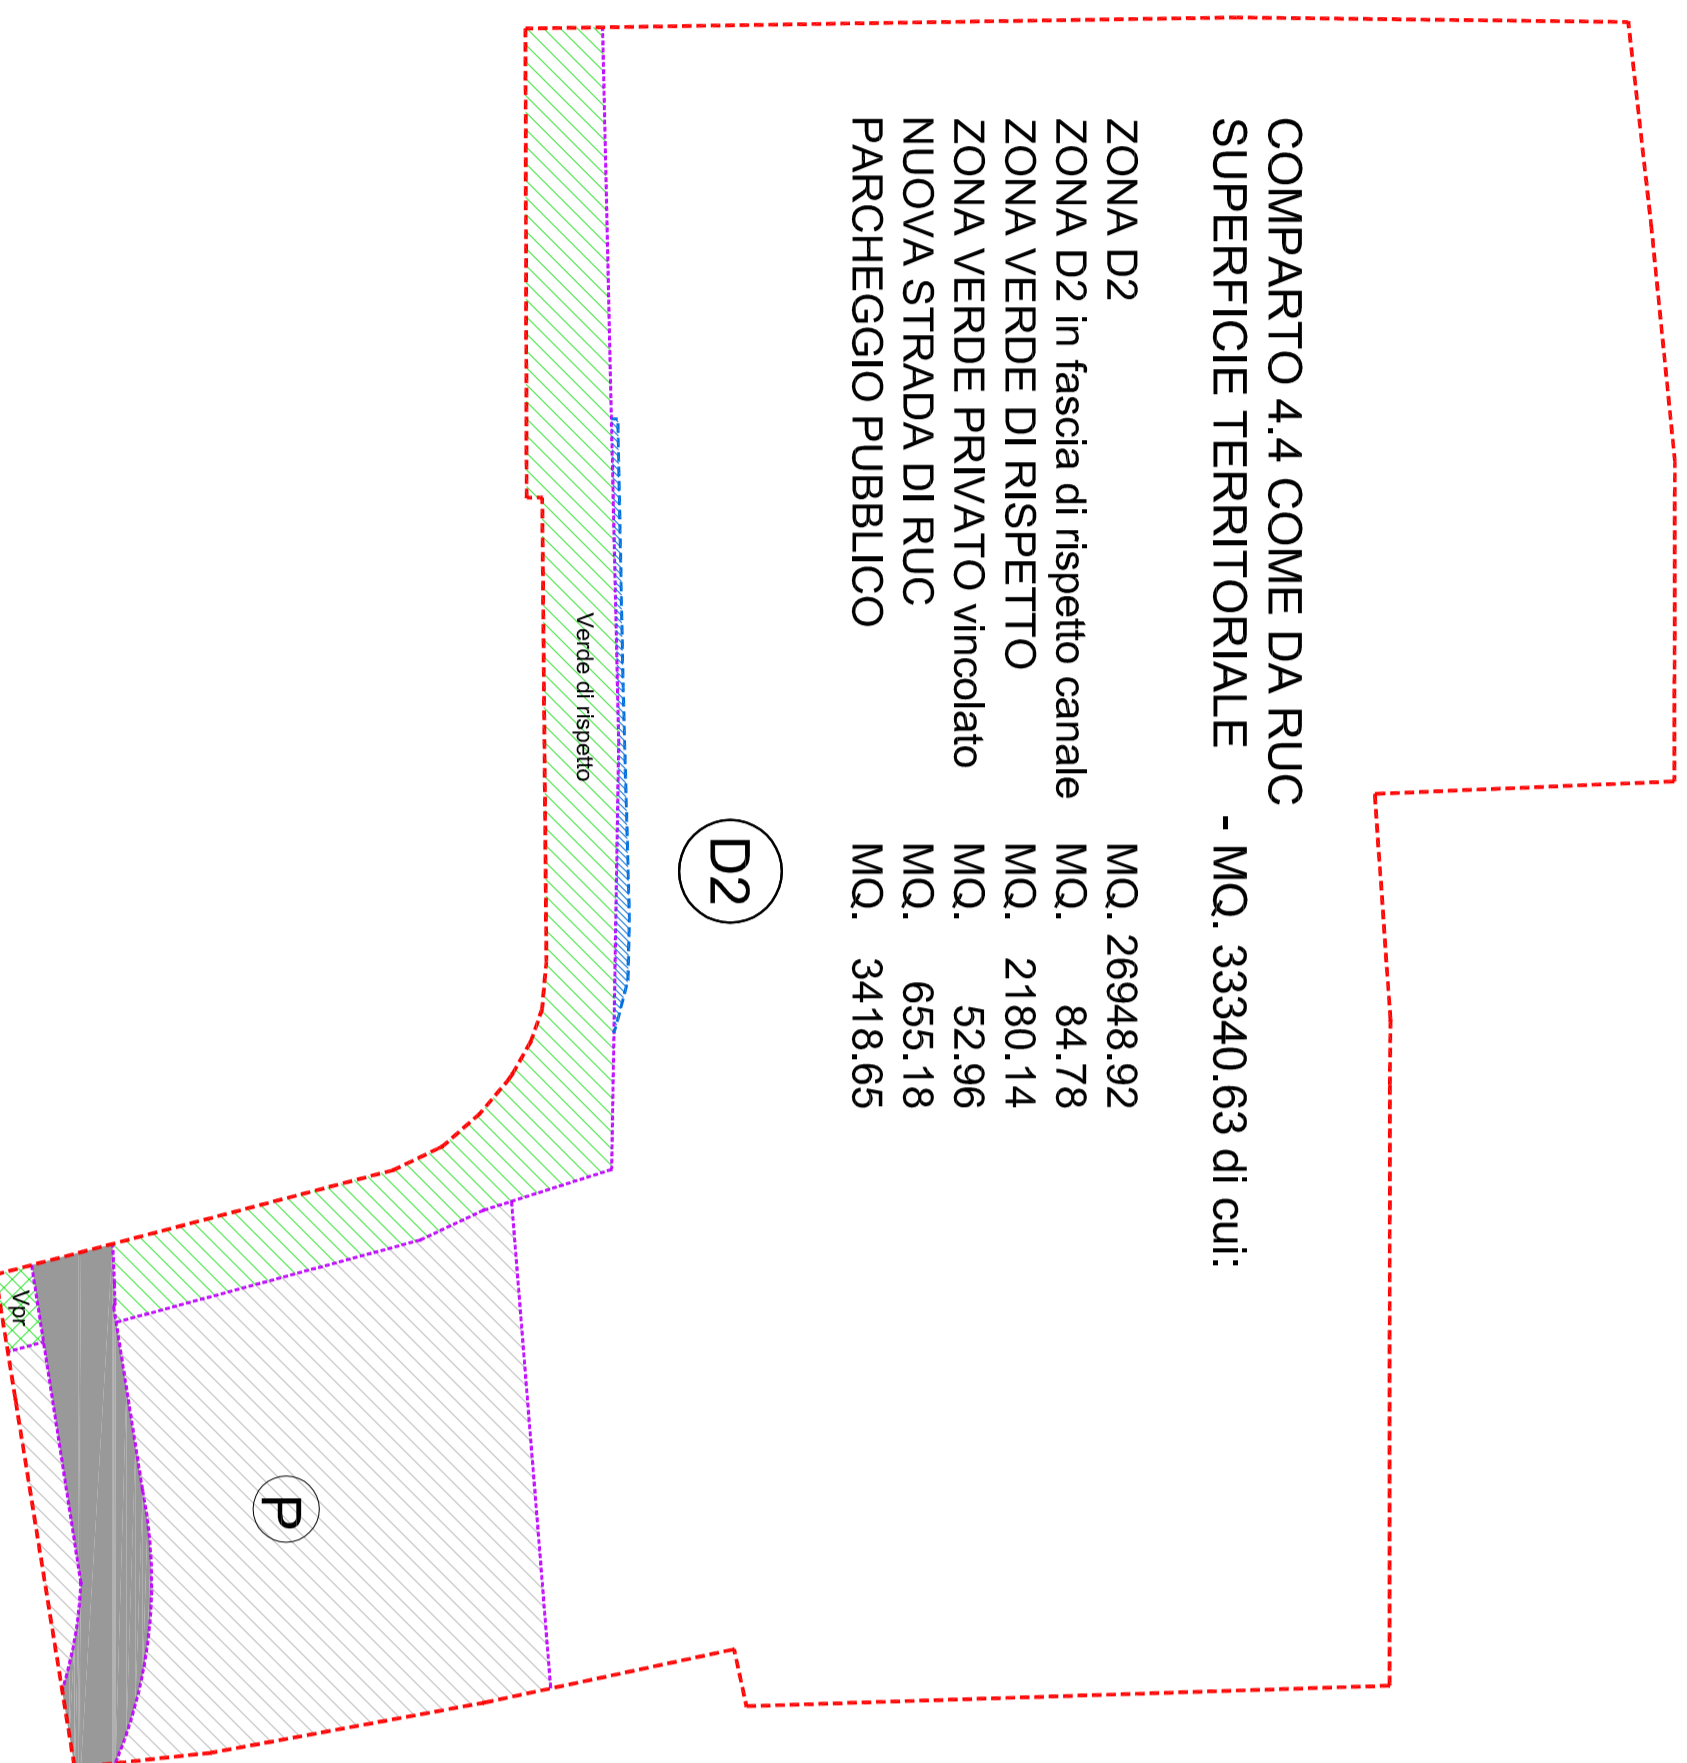 COMPARTO 4.4 COME DA RUC
SUPERFICIE TERRITORIALE - MQ. 33340.63 di cui:
ZONA D2 MQ. 26948.92
ZONA D2 in fascia di rispetto canale MQ. 84.78
ZONA VERDE DI RISPETTO MQ. 2180.14
ZONA VERDE PRIVATO vincolato MQ. 52.96
NUOVA STRADA DI RUC MQ. 655.18
PARCHEGGIO PUBBLICO MQ. 3418.65
D2
Verde di rispetto
P
Vpr